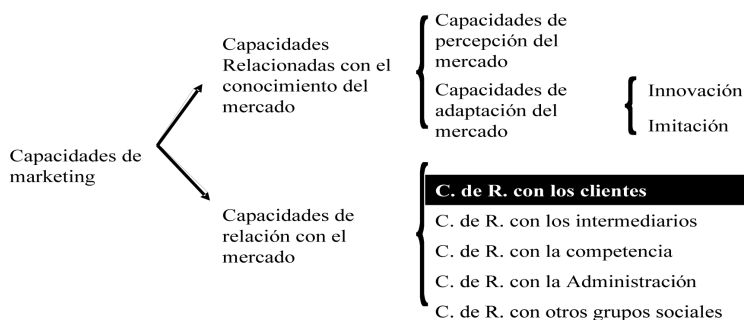 Capacidades de
marketing
Capacidades
Relacionadas con el
conocimiento del
mercado
Capacidades de
percepción del
mercado
Capacidades de
adaptación del
mercado
Innovación
Imitación
Capacidades de
relación con el
mercado
C. de R. con los clientes
C. de R. con los intermediarios
C. de R. con la competencia
C. de R. con la Administración
C. de R. con otros grupos sociales